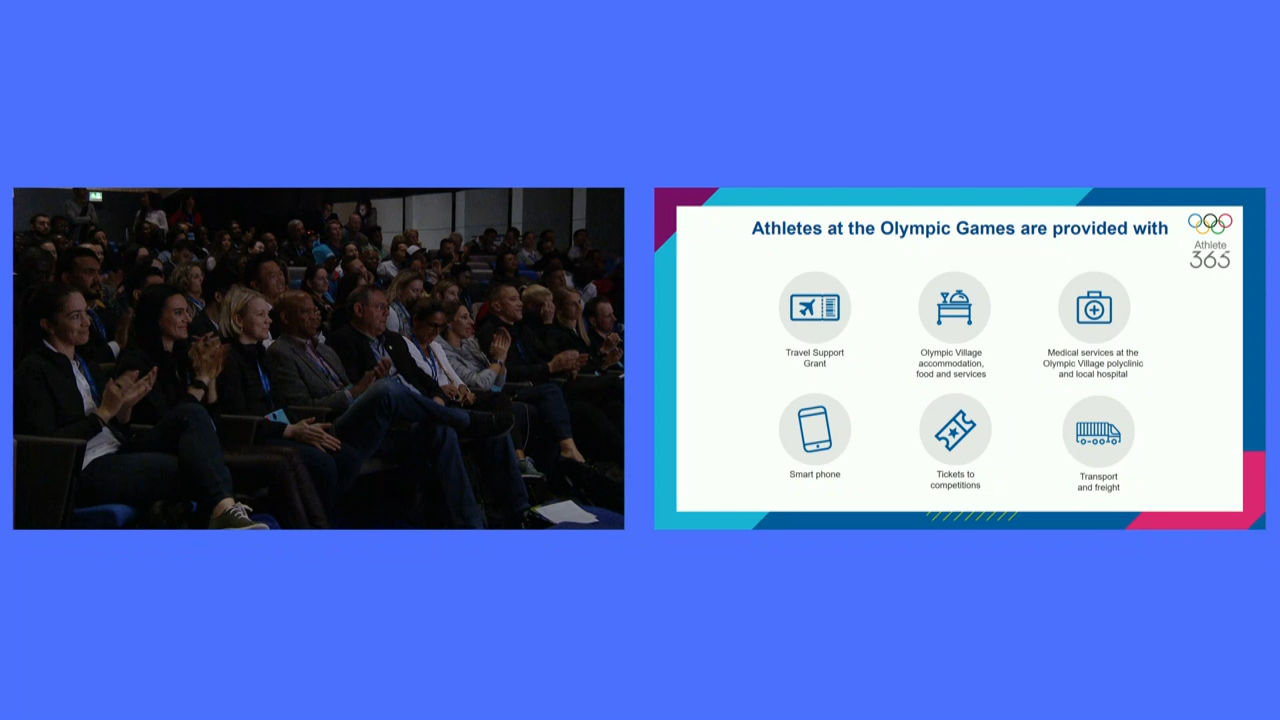 Athletes at the Olympic Games are provided with
Athlete
365
Travel Support
Grant
Olympic Village
accommodation,
food and services
Medical services at the
Olympic Village polyclinic
and local hospital
Smart phone
Tickets to
competitions
Transport
and freight